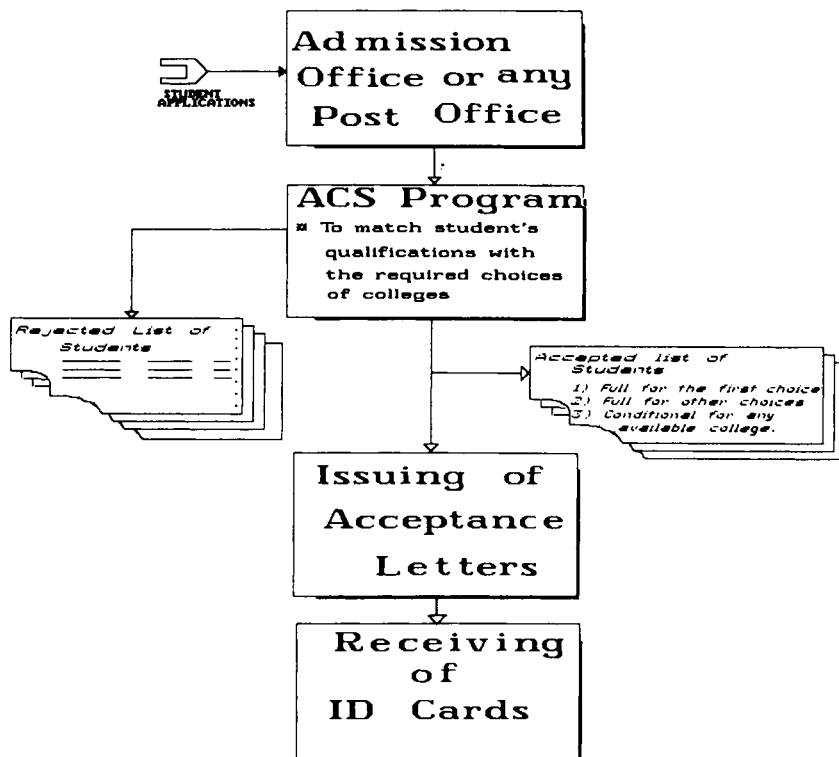 Admission
Office or any
Post Office
STUDENT
APPLICATIONS
ACS Program
¤ To match student's
qualifications with
the required choices
of colleges
Rejected List of
Students
Accepted list of
Students
1) Full for the first choice
2) Full for other choices
3) Conditional for any
available college.
Issuing of
Acceptance
Letters
Receiving
of
ID Cards